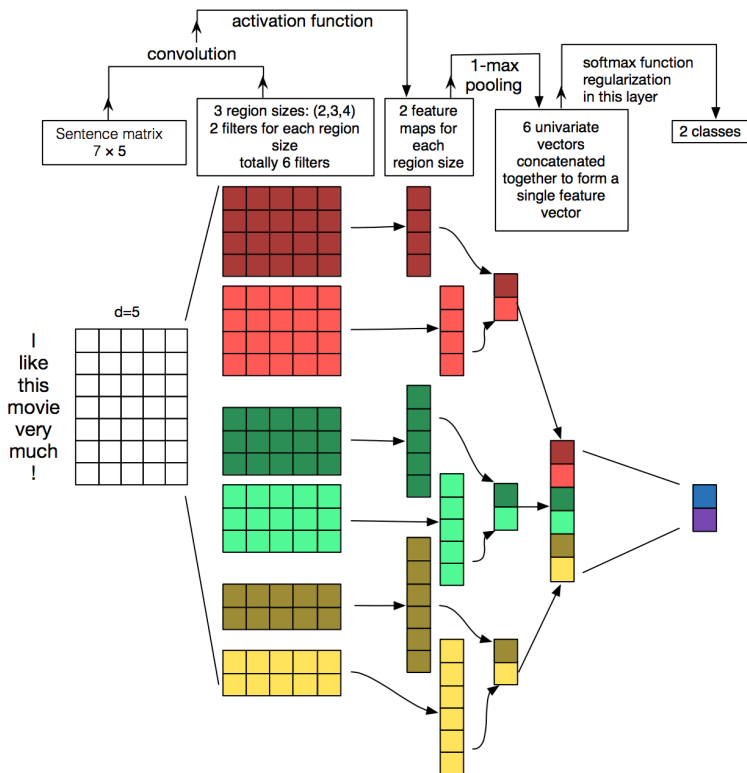 activation function
convolution
1-max
pooling
softmax function
regularization
in this layer
Sentence matrix
7 × 5
3 region sizes: (2,3,4)
2 filters for each region
size
totally 6 filters
2 feature
maps for
each
region size
6 univariate
vectors
concatenated
together to form a
single feature
vector
2 classes
d=5
I
like
this
movie
very
much
!